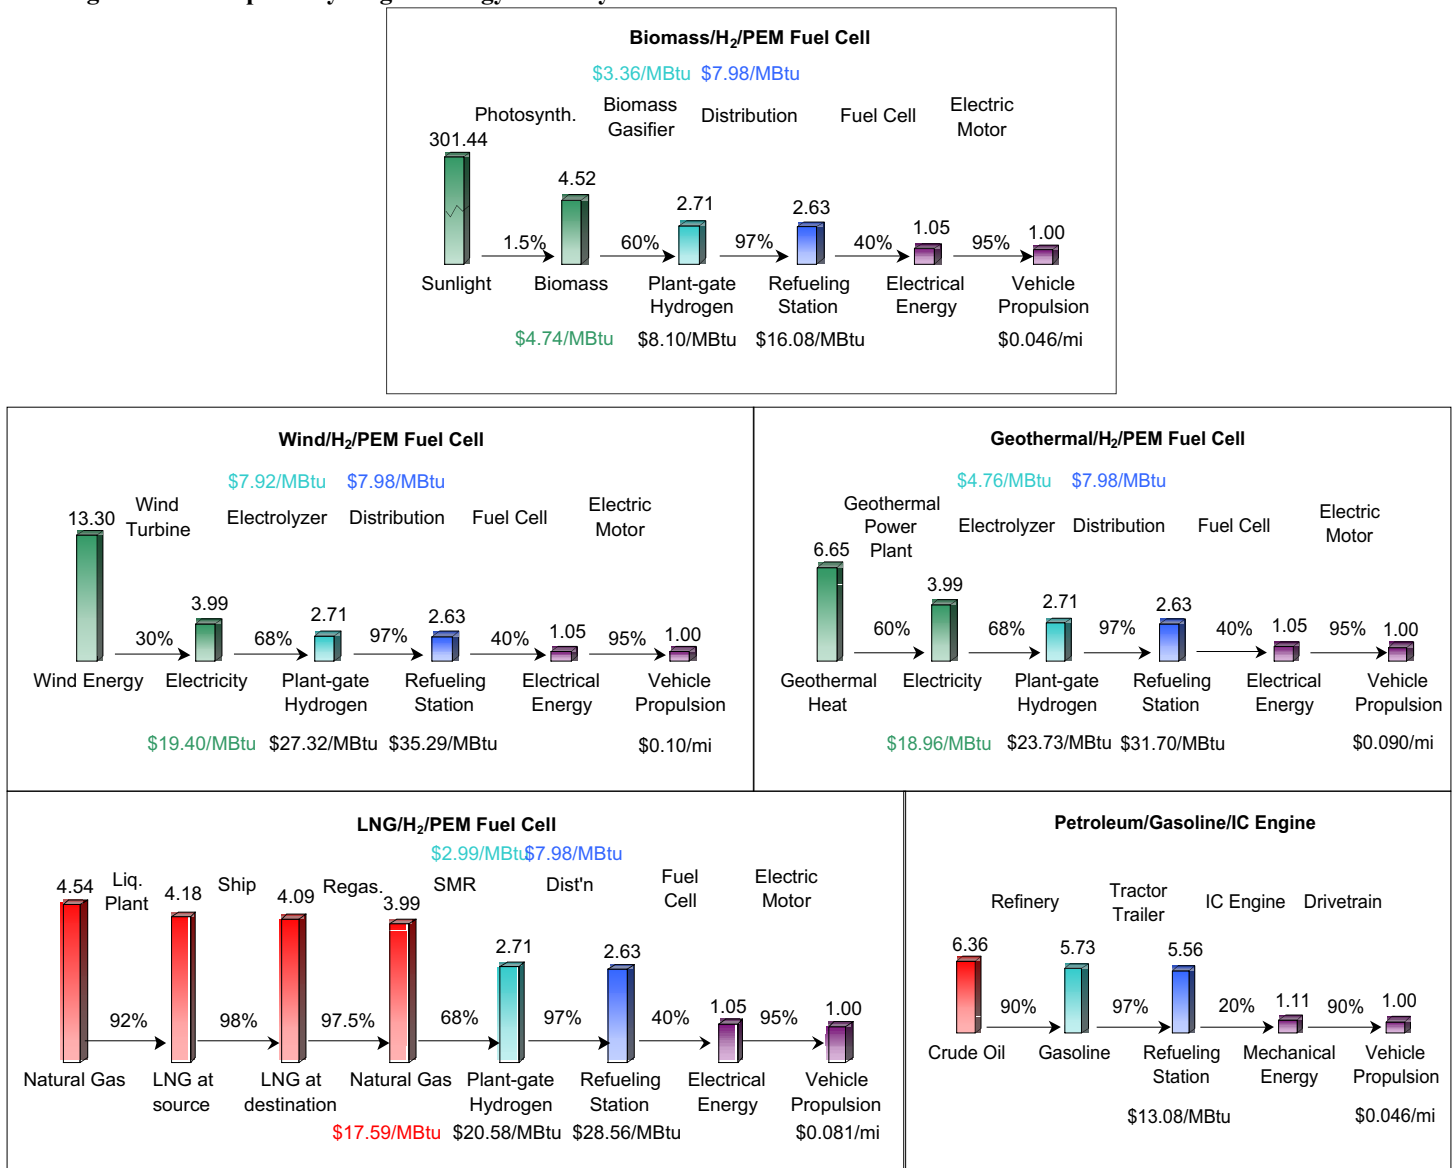 Biomass/H2/PEM Fuel Cell
$3.36/MBtu $7.98/MBtu
Photosynth.
Biomass
Gasifier
Distribution
Fuel Cell
Electric
Motor
301.44
4.52
2.71
2.63
1.05
1.00
1.5%
60%
97%
40%
95%
Sunlight
Biomass
Plant-gate
Hydrogen
Refueling
Station
Electrical
Energy
Vehicle
Propulsion
$4.74/MBtu
$8.10/MBtu
$16.08/MBtu
$0.046/mi
Wind/H2/PEM Fuel Cell
$7.92/MBtu
$7.98/MBtu
Wind
Turbine
Electrolyzer
Distribution
Fuel Cell
Electric
Motor
13.30
3.99
2.71
2.63
1.05
1.00
30%
68%
97%
40%
95%
Wind Energy
Electricity
Plant-gate
Hydrogen
Refueling
Station
Electrical
Energy
Vehicle
Propulsion
$19.40/MBtu
$27.32/MBtu
$35.29/MBtu
$0.10/mi
Geothermal/H2/PEM Fuel Cell
$4.76/MBtu
$7.98/MBtu
Geothermal
Power
Plant
Electrolyzer
Distribution
Fuel Cell
Electric
Motor
6.65
3.99
2.71
2.63
1.05
1.00
60%
68%
97%
40%
95%
Geothermal
Heat
Electricity
Plant-gate
Hydrogen
Refueling
Station
Electrical
Energy
Vehicle
Propulsion
$18.96/MBtu
$23.73/MBtu
$31.70/MBtu
$0.090/mi
LNG/H2/PEM Fuel Cell
$2.99/MBtu
$7.98/MBtu
Liq.
Plant
Ship
Regas.
SMR
Dist'n
Fuel
Cell
Electric
Motor
4.54
4.18
4.09
3.99
2.71
2.63
1.05
1.00
92%
98%
97.5%
68%
97%
40%
95%
Natural Gas
LNG at
source
LNG at
destination
Natural Gas
Plant-gate
Hydrogen
Refueling
Station
Electrical
Energy
Vehicle
Propulsion
$17.59/MBtu
$20.58/MBtu
$28.56/MBtu
$0.081/mi
Petroleum/Gasoline/IC Engine
Refinery
Tractor
Trailer
IC Engine
Drivetrain
6.36
5.73
5.56
1.11
1.00
90%
97%
20%
90%
Crude Oil
Gasoline
Refueling
Station
Mechanical
Energy
Vehicle
Propulsion
$13.08/MBtu
$0.046/mi